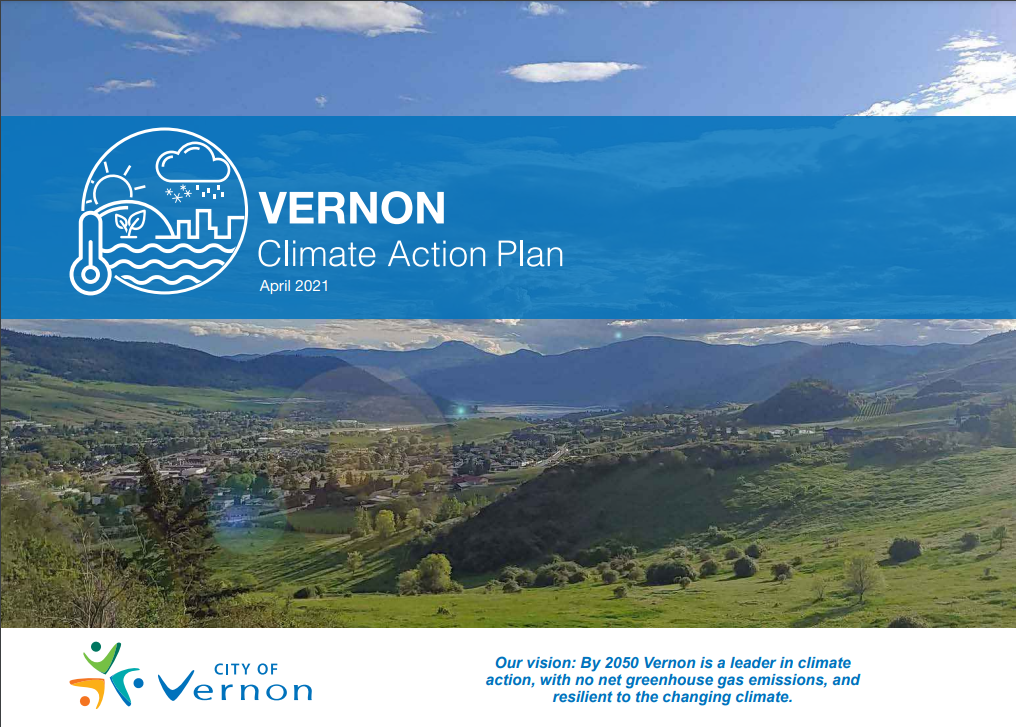 VERNON
Climate Action Plan
April 2021
CITY OF
Vernon
Our vision: By 2050 Vernon is a leader in climate
action, with no net greenhouse gas emissions, and
resilient to the changing climate.